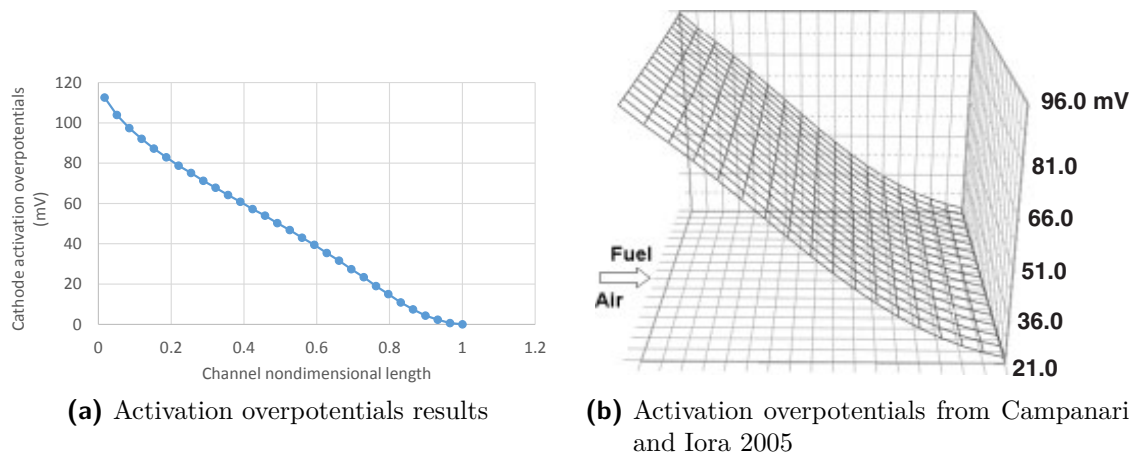 120
100
80
60
40
20
0
0
0.2
0.4
0.6
0.8
1
1.2
Cathode activation overpotentials
(mV)
Channel nondimensional length
(a) Activation overpotentials results
96.0 mV
81.0
66.0
51.0
36.0
21.0
Fuel
Air
(b) Activation overpotentials from Campanari
and Iora 2005